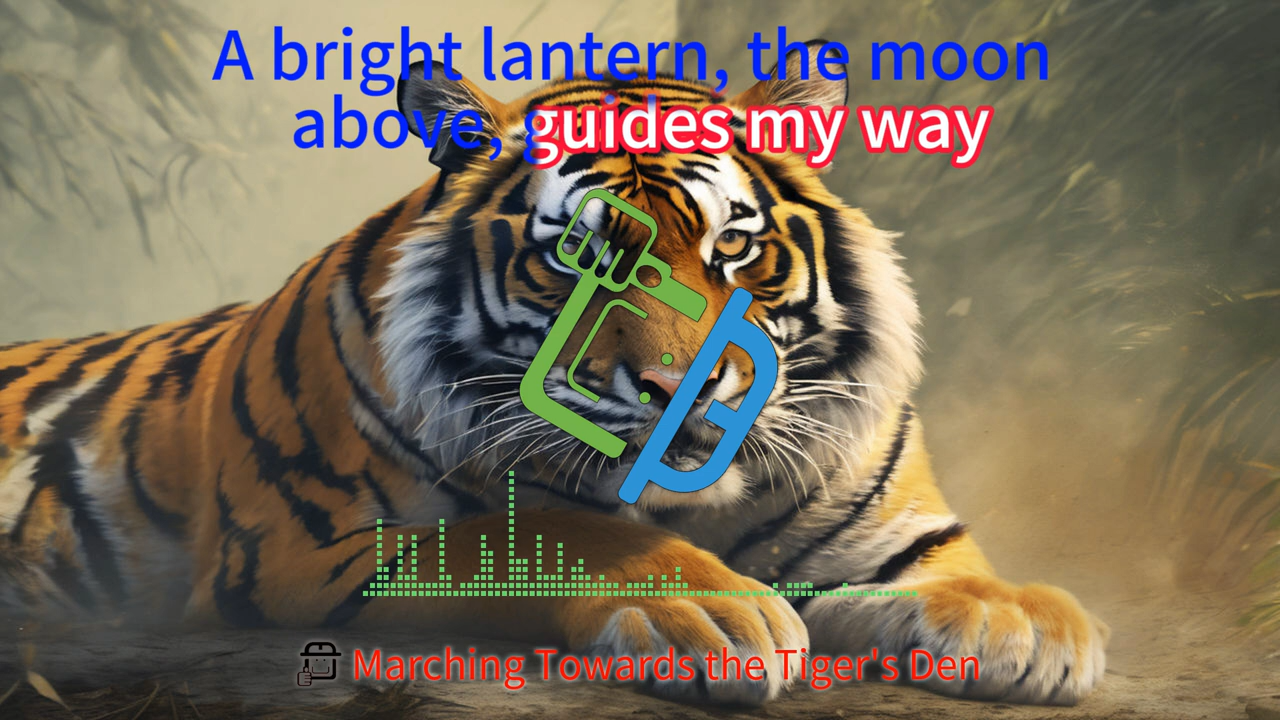 A bright lantern, the moon
above, guides my way
Marching Towards the Tiger's Den